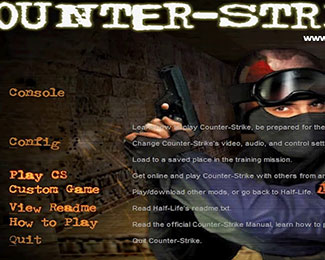 OUNTER-STRI
www.
Console
Learn how to play Counter-Strike, be prepared for the
Config
Change Counter-Strike's video, audio, and control sett
Load to a saved place in the training mission.
Play CS
Get online and play Counter-Strike with others from ar
Custom Game
Play/download other mods, or go back to Half-Life.
View Readme
Read Half-Life's readme.txt
How to Play
Read the official Counter-Strike Manual, learn how to p
Quit
Quit Counter-Strike.